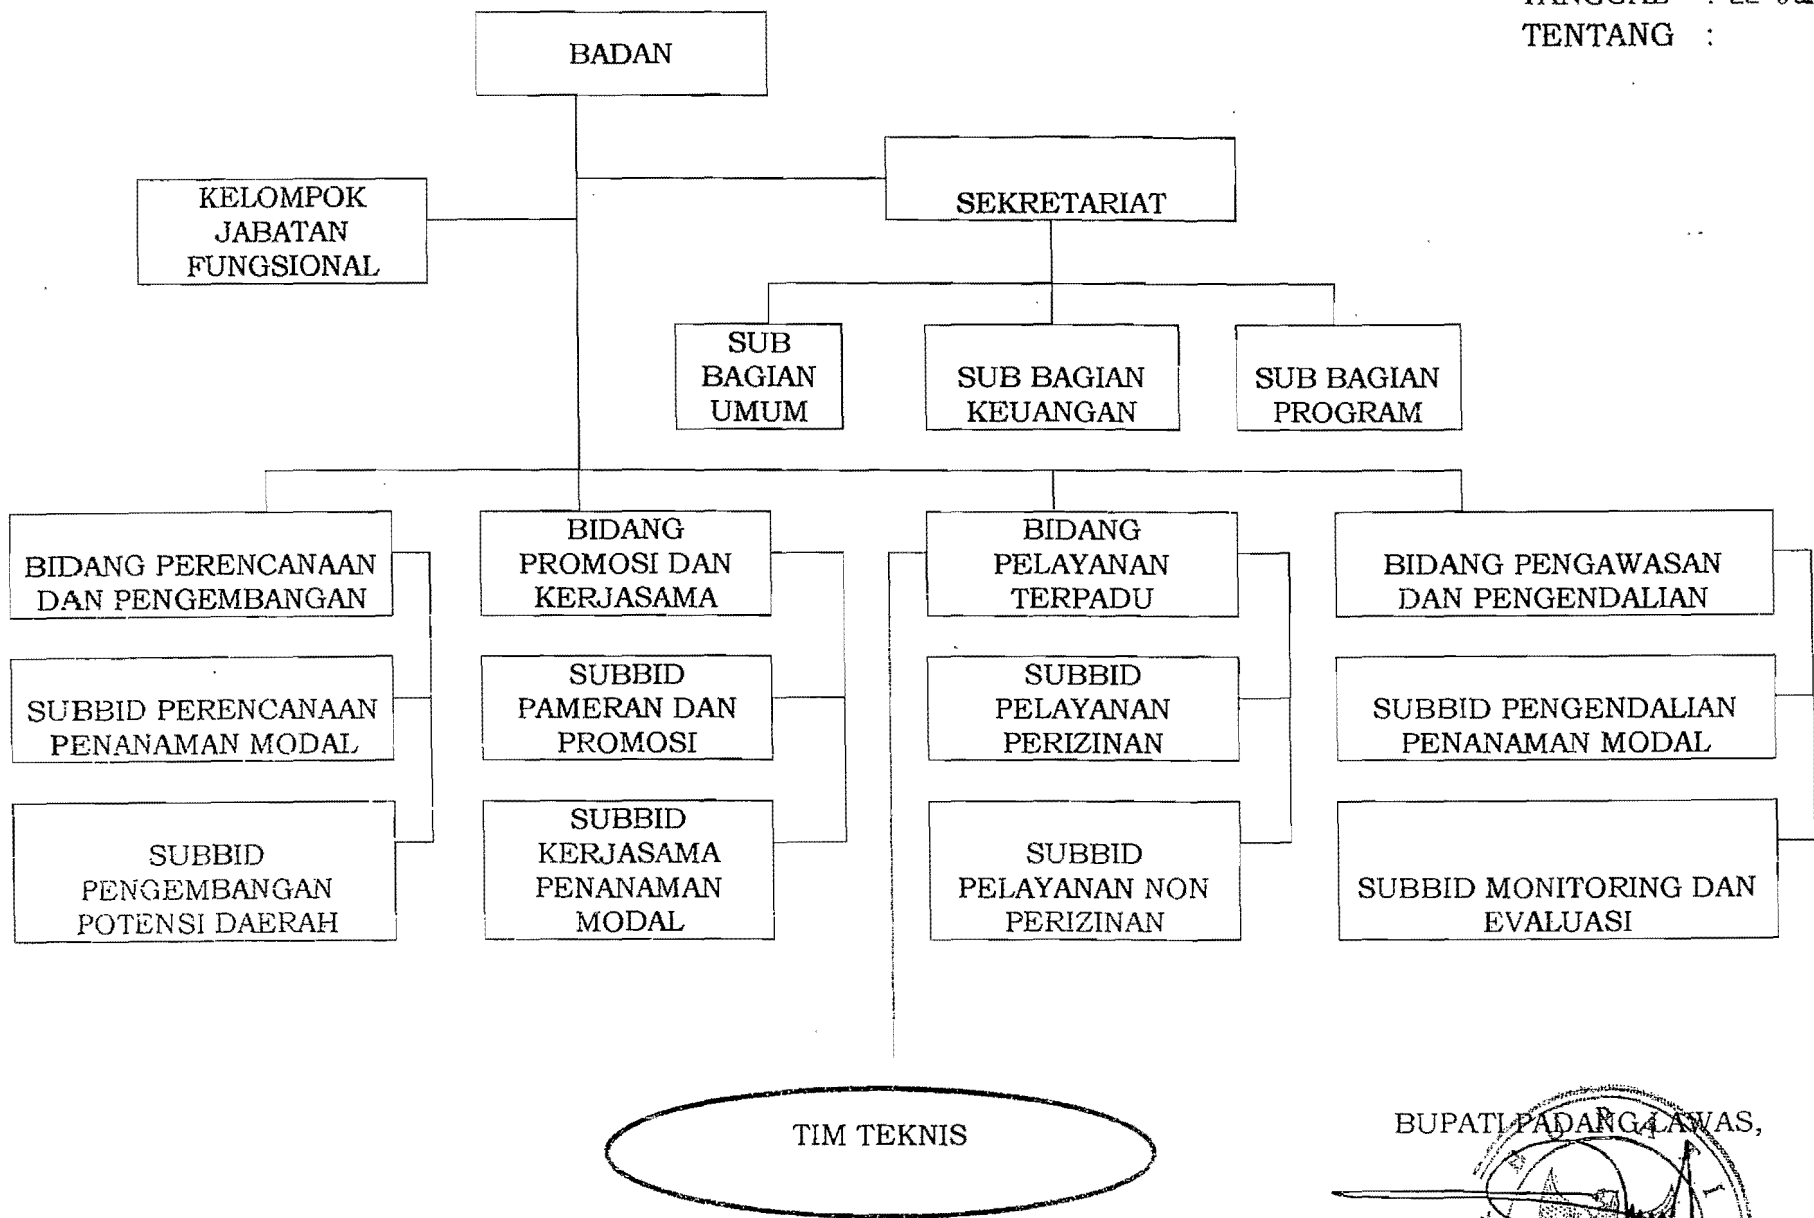 TENTANG :
BADAN
SEKRETARIAT
KELOMPOK
JABATAN
FUNGSIONAL
SUB
BAGIAN
UMUM
SUB BAGIAN
KEUANGAN
SUB BAGIAN
PROGRAM
BIDANG PERENCANAAN
DAN PENGEMBANGAN
BIDANG
PROMOSI DAN
KERJASAMA
BIDANG
PELAYANAN
TERPADU
BIDANG PENGAWASAN
DAN PENGENDALIAN
SUBBID PERENCANAAN
PENANAMAN MODAL
SUBBID
PAMERAN DAN
PROMOSI
SUBBID
PELAYANAN
PERIZINAN
SUBBID PENGENDALIAN
PENANAMAN MODAL
SUBBID
PENGEMBANGAN
POTENSI DAERAH
SUBBID
KERJASAMA
PENANAMAN
MODAL
SUBBID
PELAYANAN NON
PERIZINAN
SUBBID MONITORING DAN
EVALUASI
TIM TEKNIS
BUPATI PADANG LAWAS,